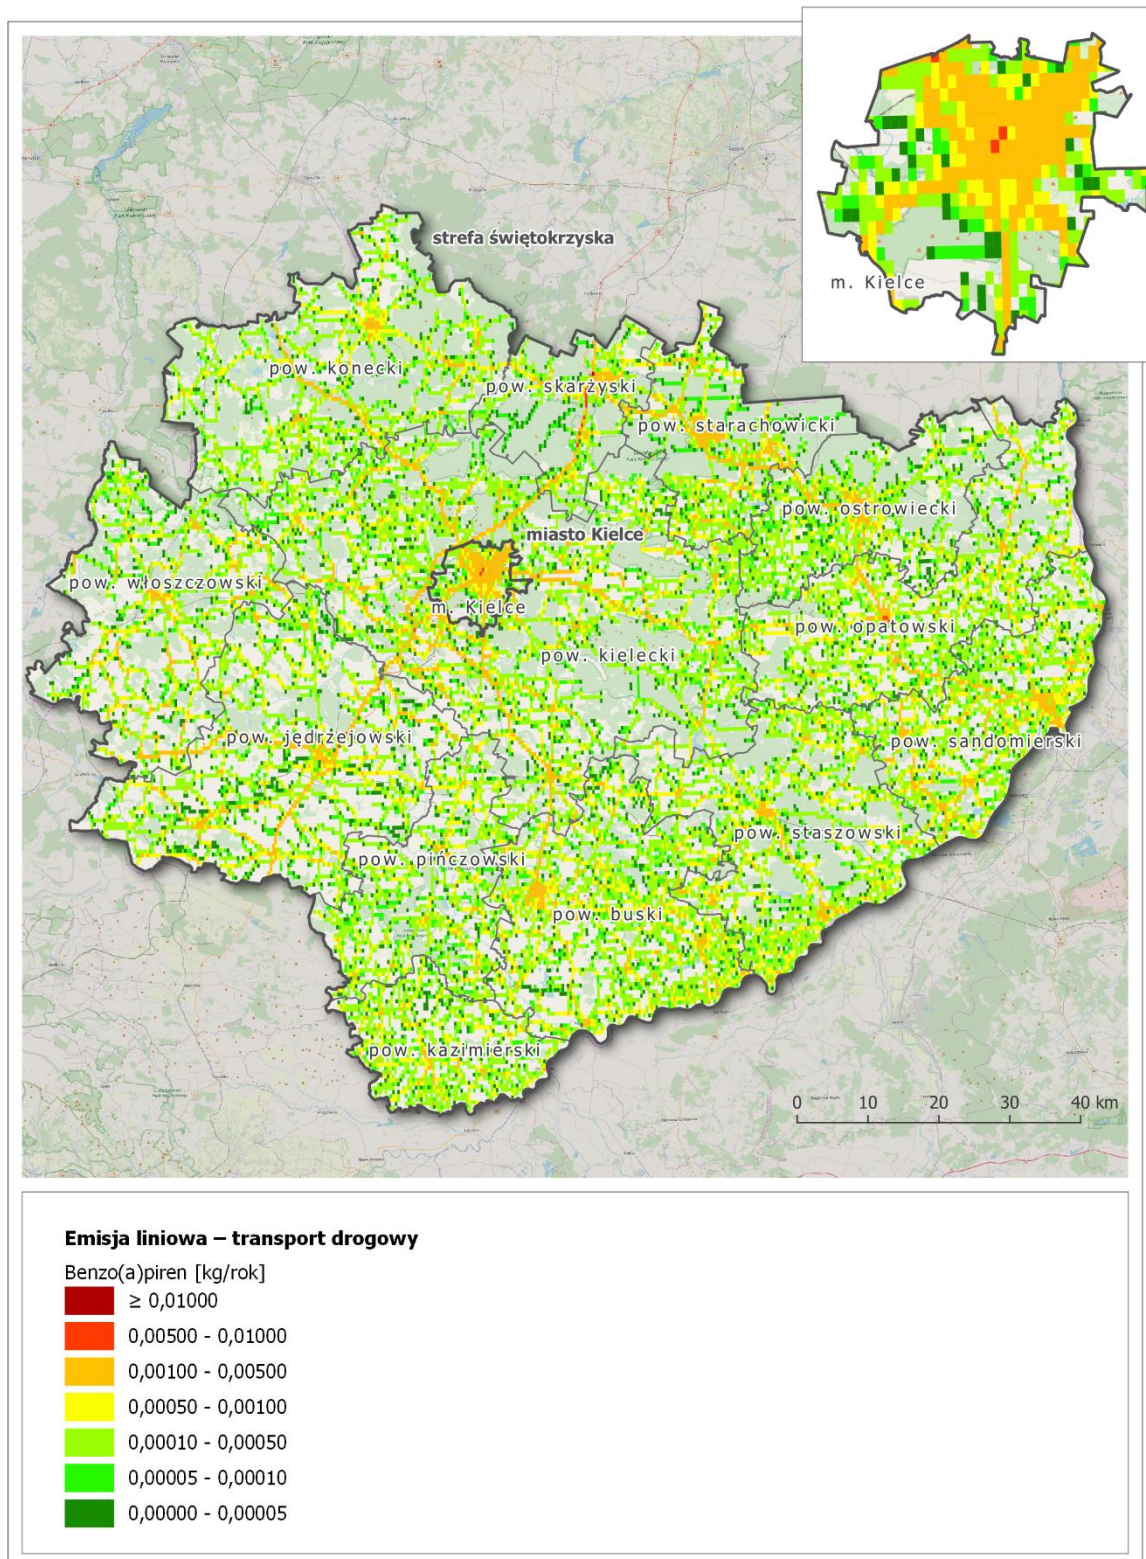 strefa świętokrzyska
m. Kielce
pow. konecki
pow. skarżyski
pow. starachowicki
pow. ostrowiecki
miasto Kielce
pow. włoszczowski
m. Kielce
pow. opatowski
pow. kielecki
pow. jędrzejowski
pow. sandomierski
pow. staszowski
pow. pińczowski
pow. buski
pow. kazimierski
0 10 20 30 40 km
Emisja liniowa – transport drogowy
Benzo(a)piren [kg/rok]
≥ 0,01000
0,00500 - 0,01000
0,00100 - 0,00500
0,00050 - 0,00100
0,00010 - 0,00050
0,00005 - 0,00010
0,00000 - 0,00005